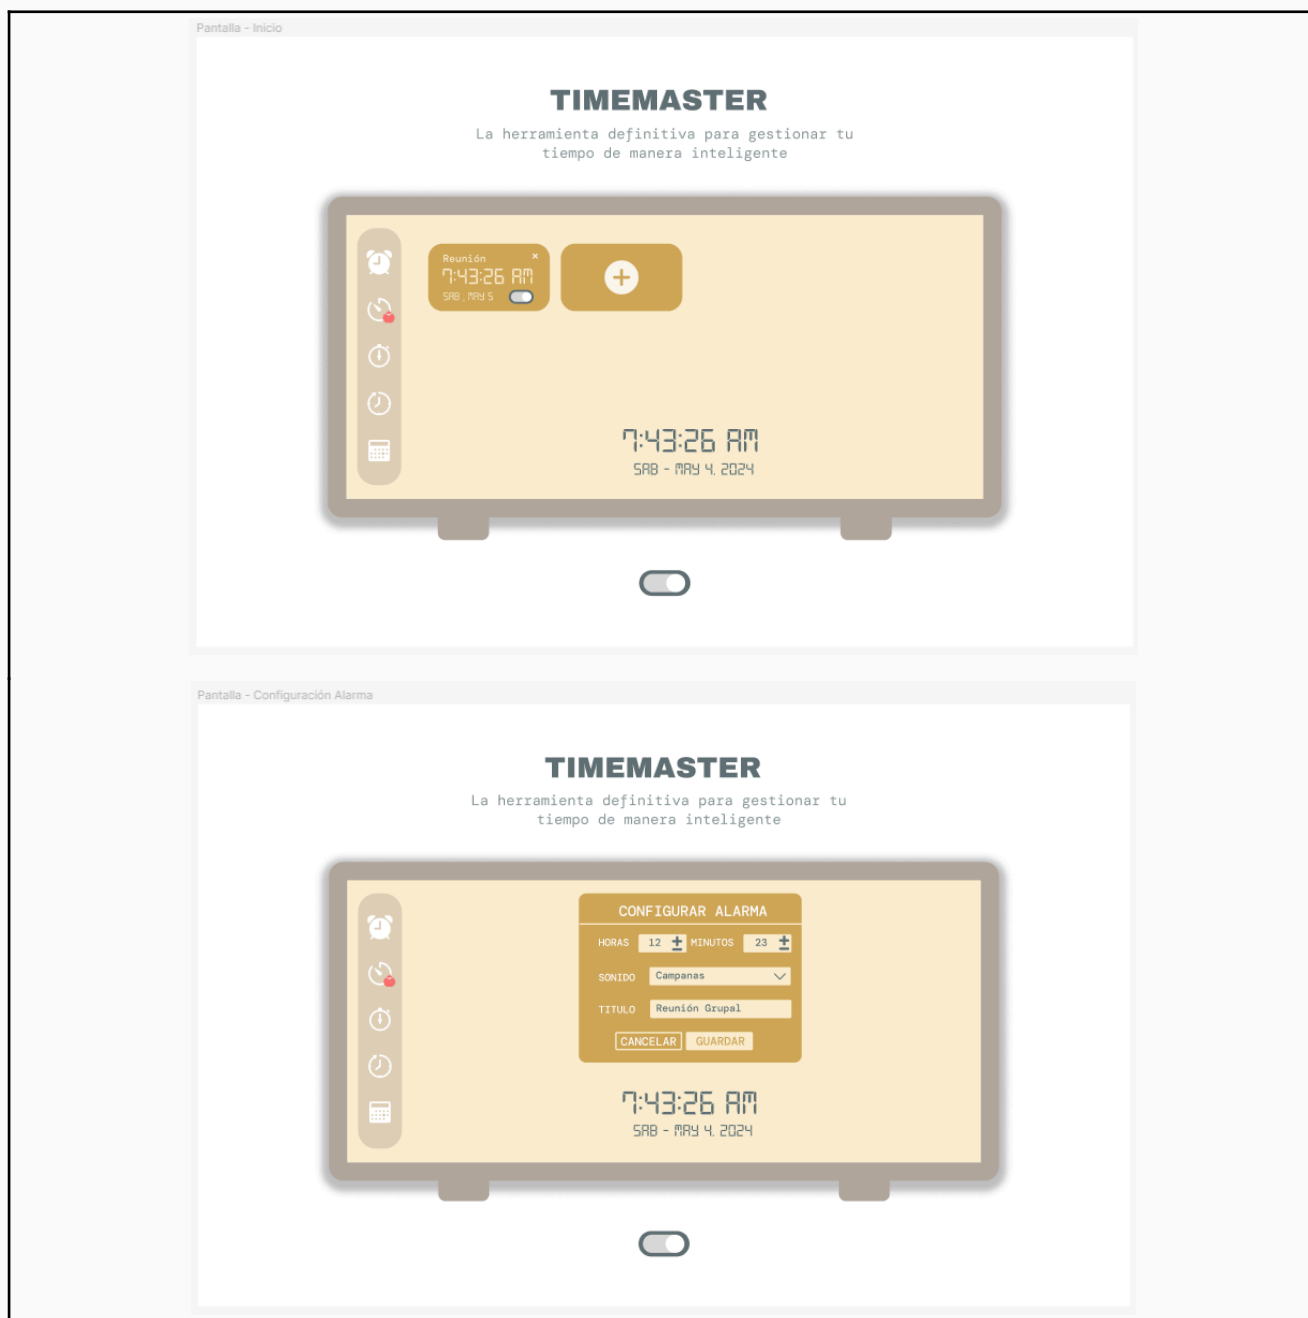 Pantalla - Inicio
TIMEMASTER
La herramienta definitiva para gestionar tu
tiempo de manera inteligente
Reunión ×
7:43:26 AM
SAB , MAY 5
7:43:26 AM
SAB - MAY 4, 2024
Pantalla - Configuración Alarma
TIMEMASTER
La herramienta definitiva para gestionar tu
tiempo de manera inteligente
CONFIGURAR ALARMA
HORAS 12 MINUTOS 23
SONIDO Campanas
TITULO Reunión Grupal
CANCELAR GUARDAR
7:43:26 AM
SAB - MAY 4, 2024